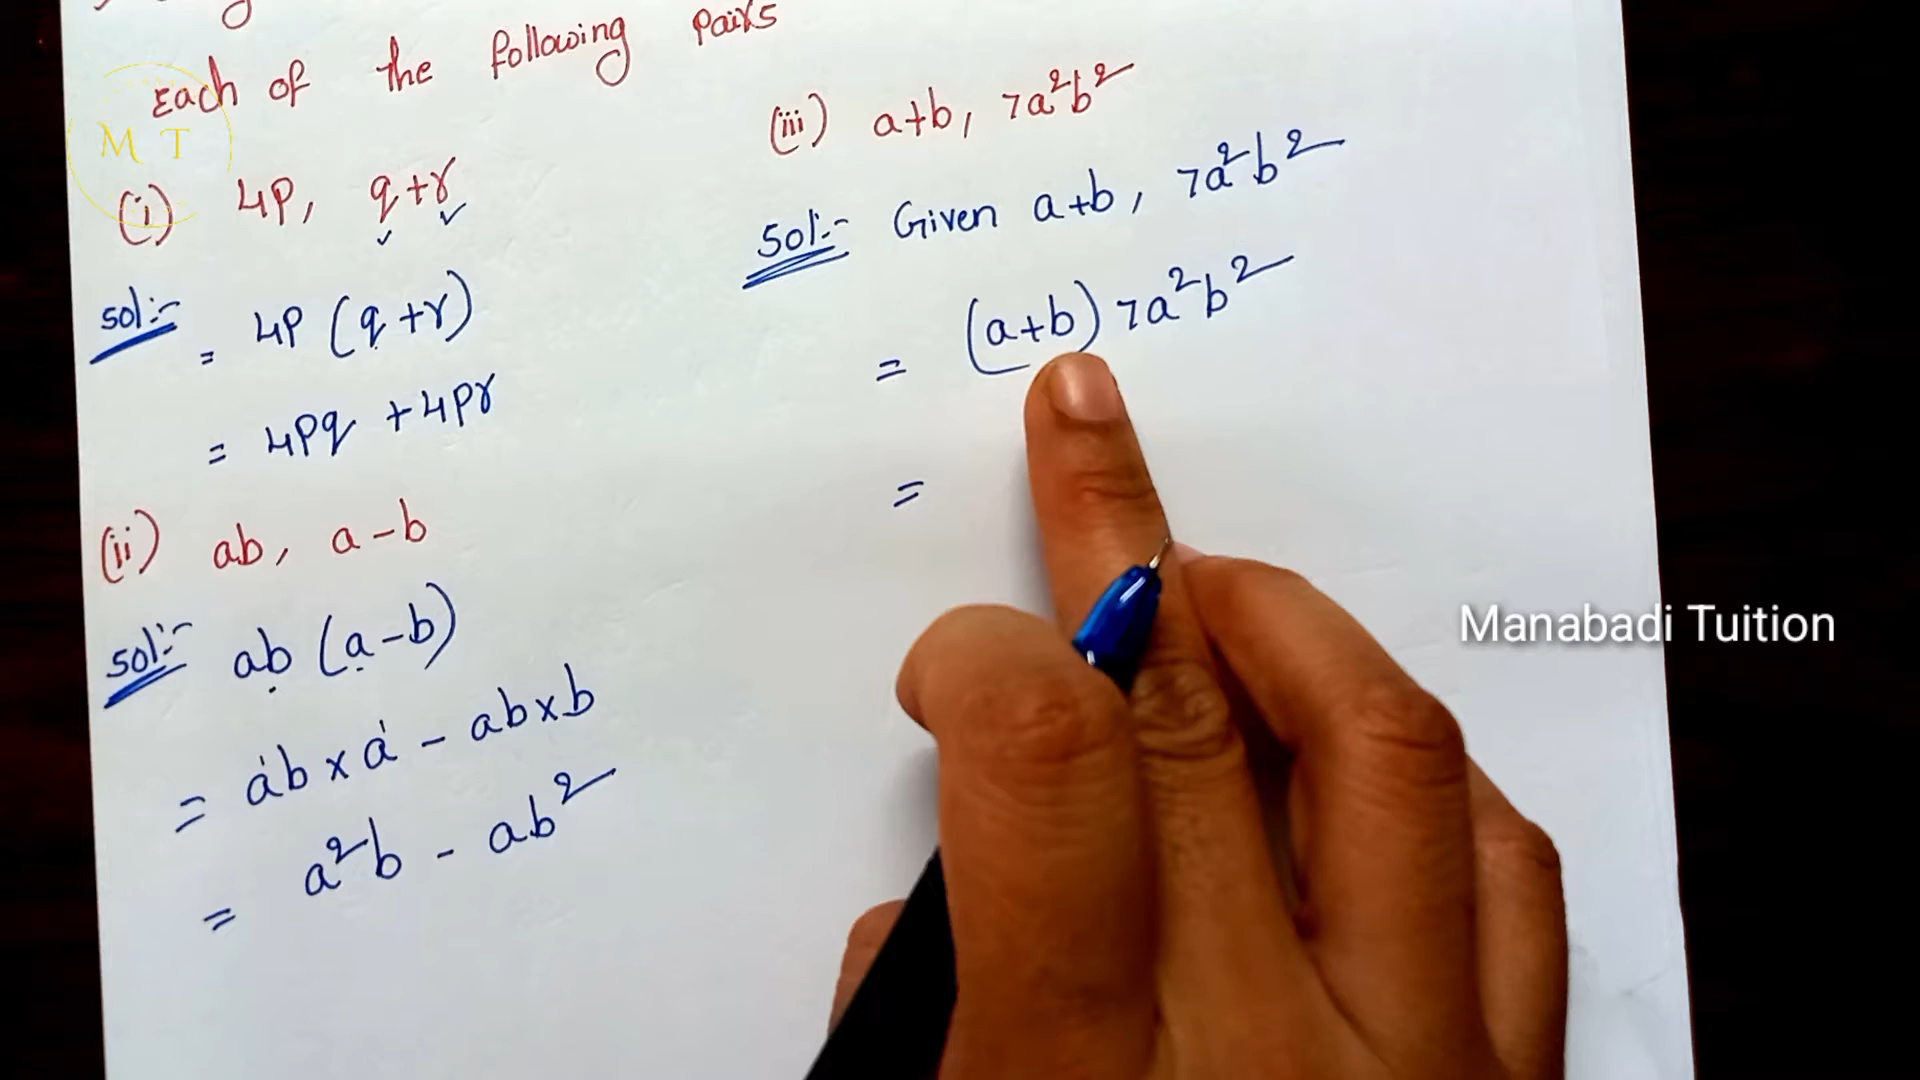 Each of the following pairs
M T
(i) 4p, q+r
sol:-
= 4p (q+r)
= 4pq +4pr
(ii) ab, a-b
sol:- ab (a-b)
= ab x a - ab x b
= a²b - ab²
(iii) a+b, 7a²b²
Sol:- Given a+b, 7a²b²
= (a+b) 7a²b²
=
Manabadi Tuition